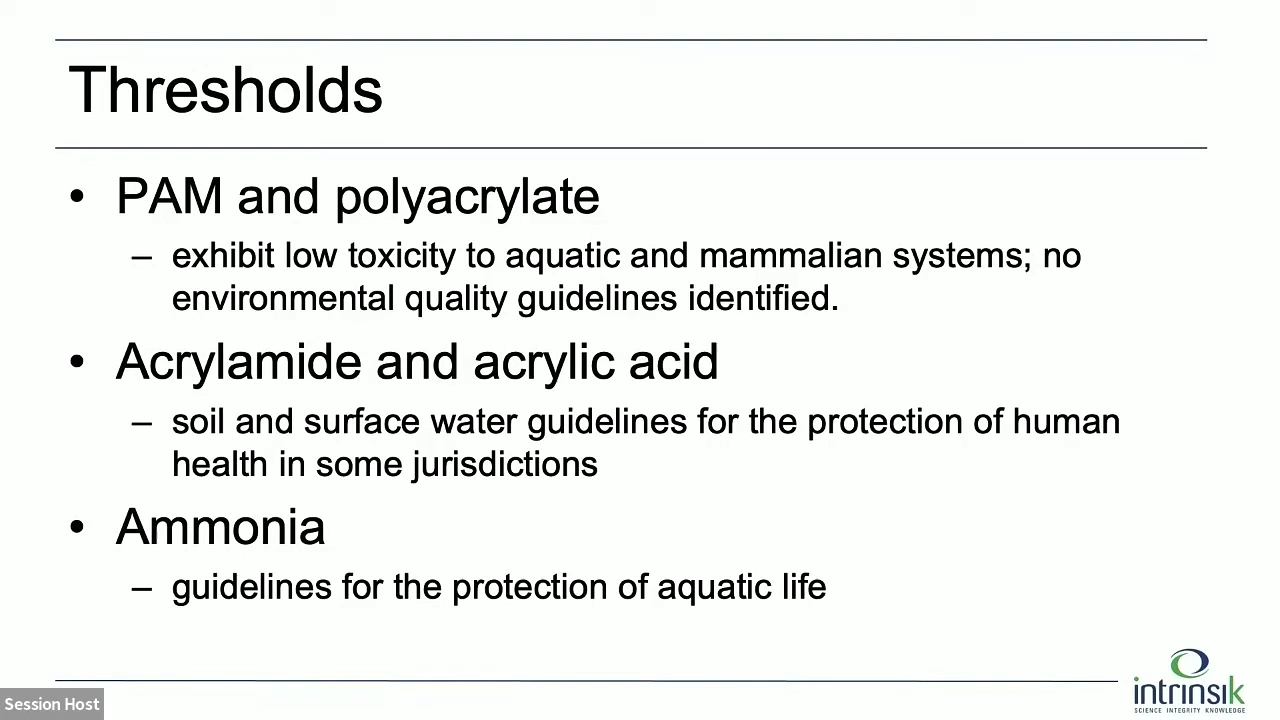 Thresholds
• PAM and polyacrylate
– exhibit low toxicity to aquatic and mammalian systems; no
environmental quality guidelines identified.
• Acrylamide and acrylic acid
– soil and surface water guidelines for the protection of human
health in some jurisdictions
• Ammonia
– guidelines for the protection of aquatic life
intrinsik
SCIENCE INTEGRITY KNOWLEDGE
Session Host